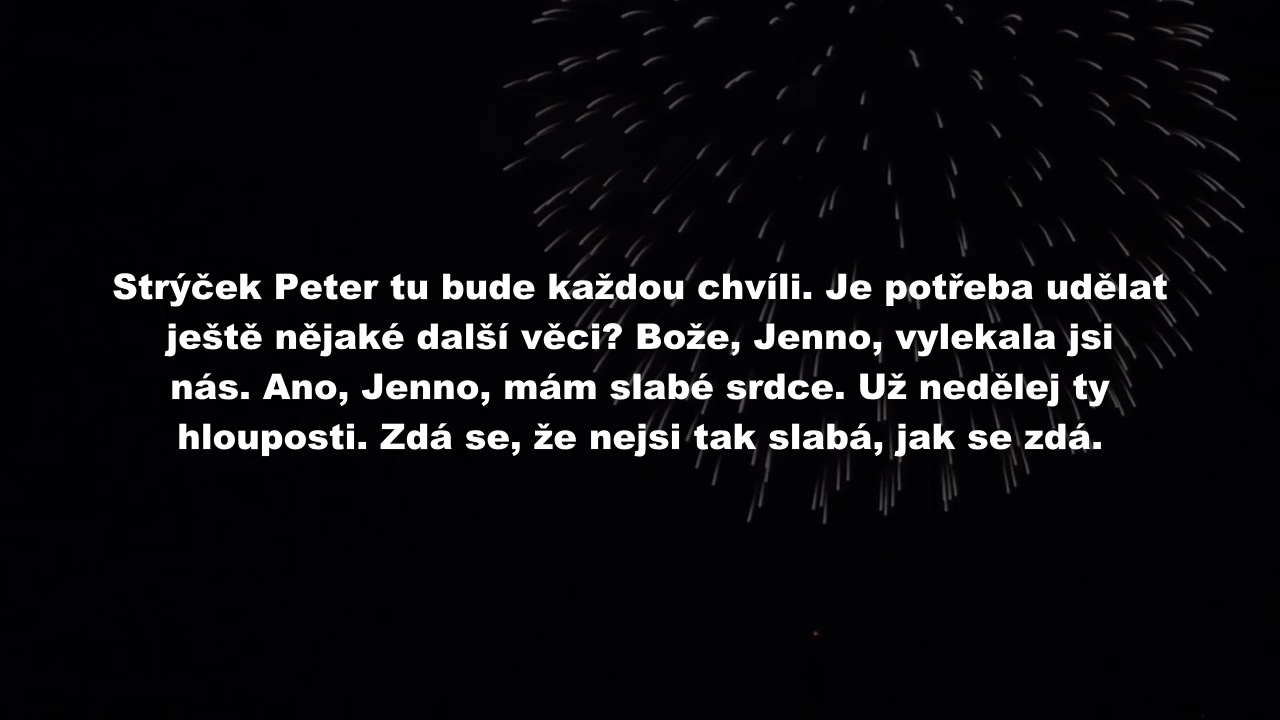 Strýček Peter tu bude každou chvíli. Je potřeba udělat
ještě nějaké další věci? Bože, Jenno, vylekala jsi
nás. Ano, Jenno, mám slabé srdce. Už nedělej ty
hlouposti. Zdá se, že nejsi tak slabá, jak se zdá.